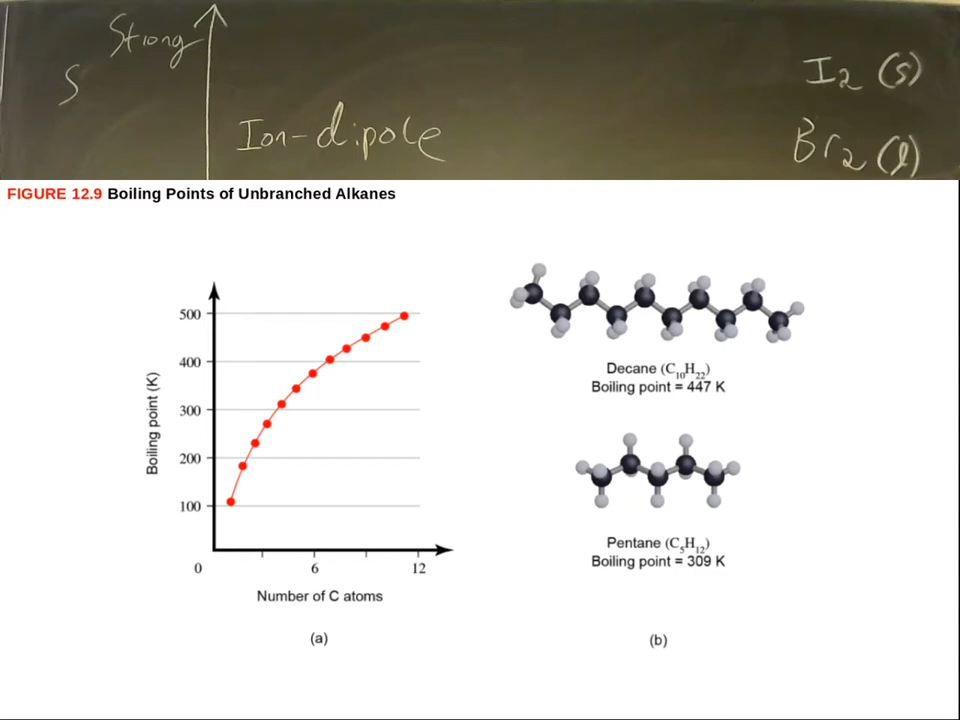 Strong
S
Ion-dipole
I2 (s)
Br2 (l)
FIGURE 12.9 Boiling Points of Unbranched Alkanes
500
400
300
200
100
0
6
12
Boiling point (K)
Number of C atoms
(a)
Decane (C10H22)
Boiling point = 447 K
Pentane (C5H12)
Boiling point = 309 K
(b)